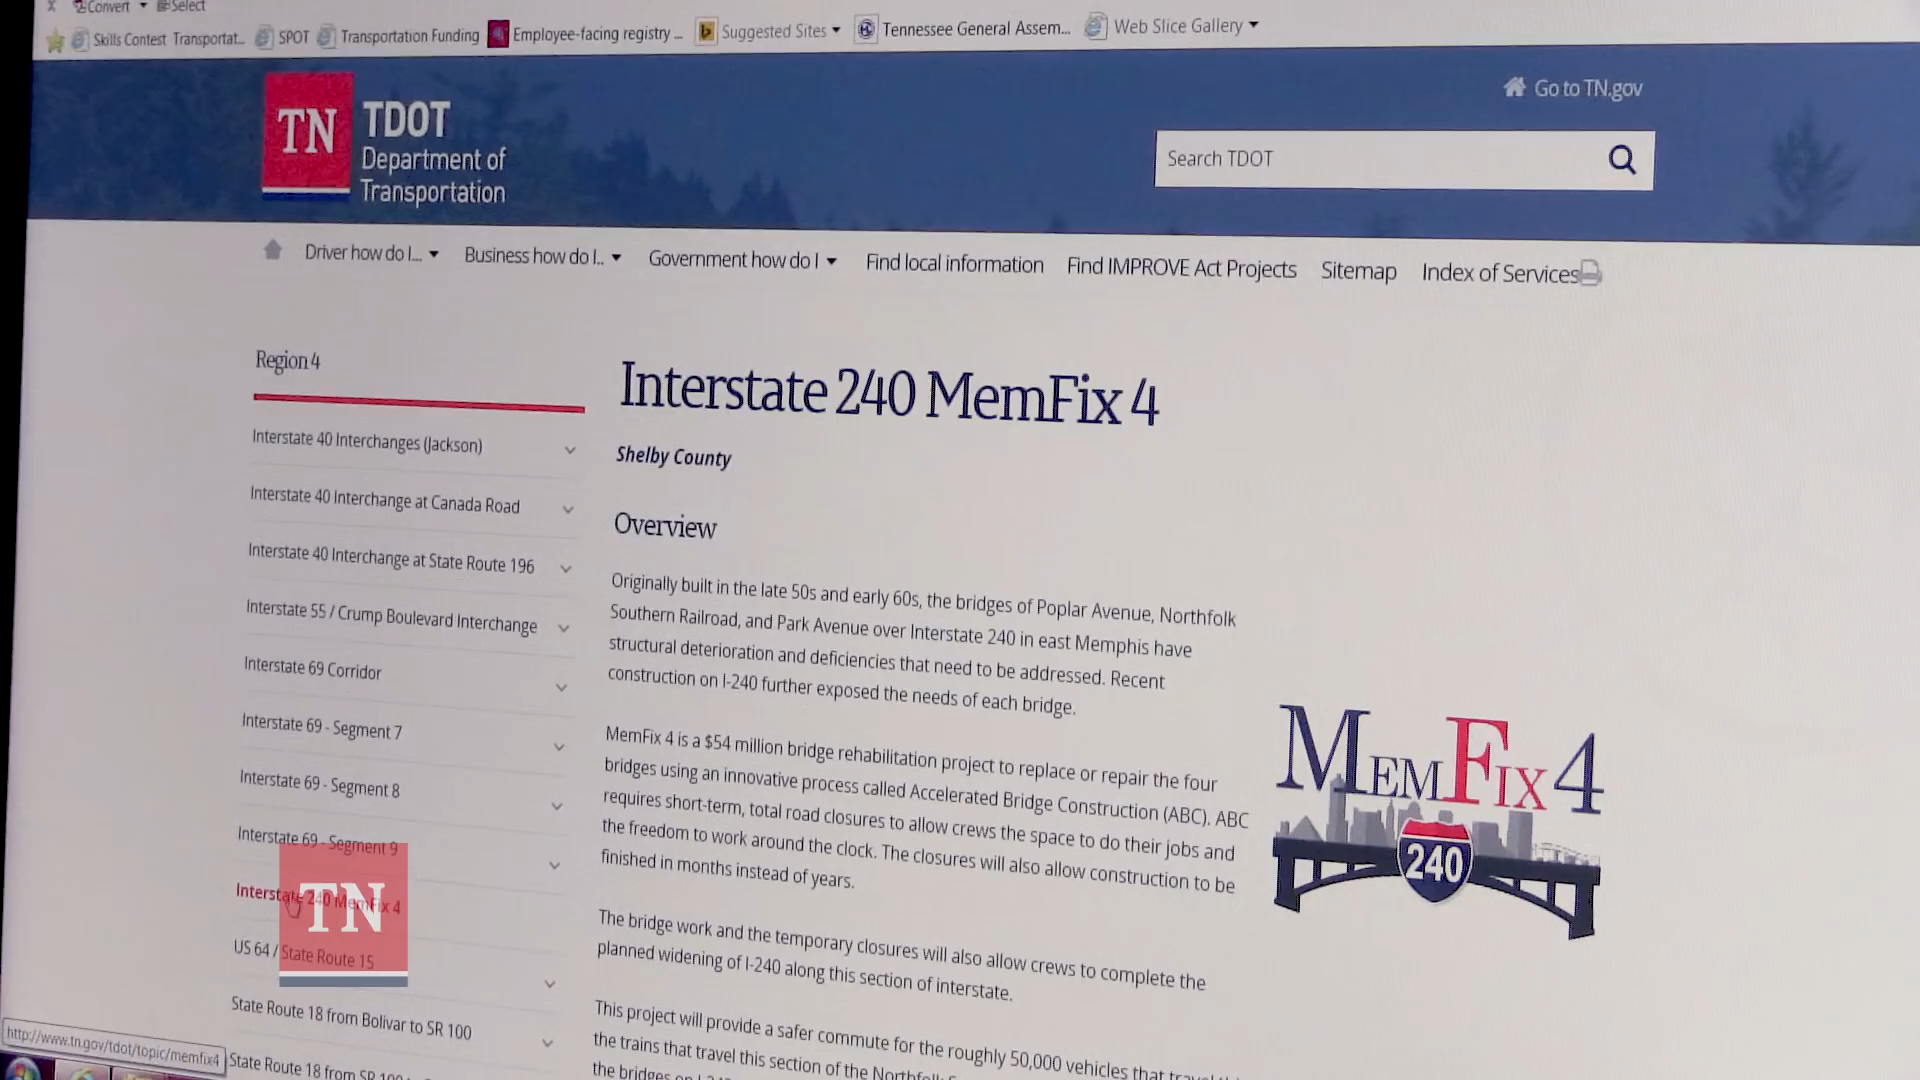 x Convert Select
Skills Contest Transportat... SPOT Transportation Funding Employee-facing registry ... Suggested Sites Tennessee General Assem... Web Slice Gallery
Go to TN.gov
TN
TDOT
Department of
Transportation
Search TDOT
Driver how do I... Business how do I.. Government how do I Find local information Find IMPROVE Act Projects Sitemap Index of Services
Region 4
Interstate 40 Interchanges (Jackson)
Interstate 40 Interchange at Canada Road
Interstate 40 Interchange at State Route 196
Interstate 55 / Crump Boulevard Interchange
Interstate 69 Corridor
Interstate 69 - Segment 7
Interstate 69 - Segment 8
Interstate 69 - Segment 9
Interstate 240 MemFix 4
US 64 / State Route 15
State Route 18 from Bolivar to SR 100
State Route 18 from SR 100
TN
http://www.tn.gov/tdot/topic/memfix4
Interstate 240 MemFix 4
Shelby County
Overview
Originally built in the late 50s and early 60s, the bridges of Poplar Avenue, Northfolk
Southern Railroad, and Park Avenue over Interstate 240 in east Memphis have
structural deterioration and deficiencies that need to be addressed. Recent
construction on I-240 further exposed the needs of each bridge.
MemFix 4 is a $54 million bridge rehabilitation project to replace or repair the four
bridges using an innovative process called Accelerated Bridge Construction (ABC). ABC
requires short-term, total road closures to allow crews the space to do their jobs and
the freedom to work around the clock. The closures will also allow construction to be
finished in months instead of years.
The bridge work and the temporary closures will also allow crews to complete the
planned widening of I-240 along this section of interstate.
This project will provide a safer commute for the roughly 50,000 vehicles that
the trains that travel this section of the
the bridges on
MEMFIX 4
240